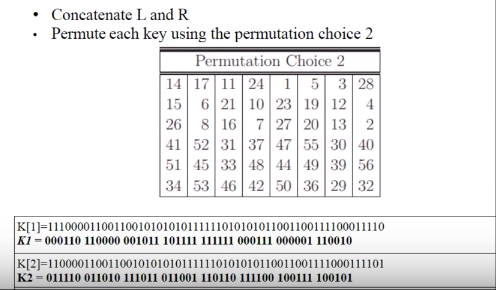 • Concatenate L and R
• Permute each key using the permutation choice 2
Permutation Choice 2
14 17 11 24 1 5 3 28
15 6 21 10 23 19 12 4
26 8 16 7 27 20 13 2
41 52 31 37 47 55 30 40
51 45 33 48 44 49 39 56
34 53 46 42 50 36 29 32
K[1]=11100001100110010101010111111010101011001100111100011110
K1 = 000110 110000 001011 101111 111111 000111 000001 110010
K[2]=11000011001100101010101111110101010110011001111000111101
K2 = 011110 011010 111011 011001 110110 111100 100111 100101